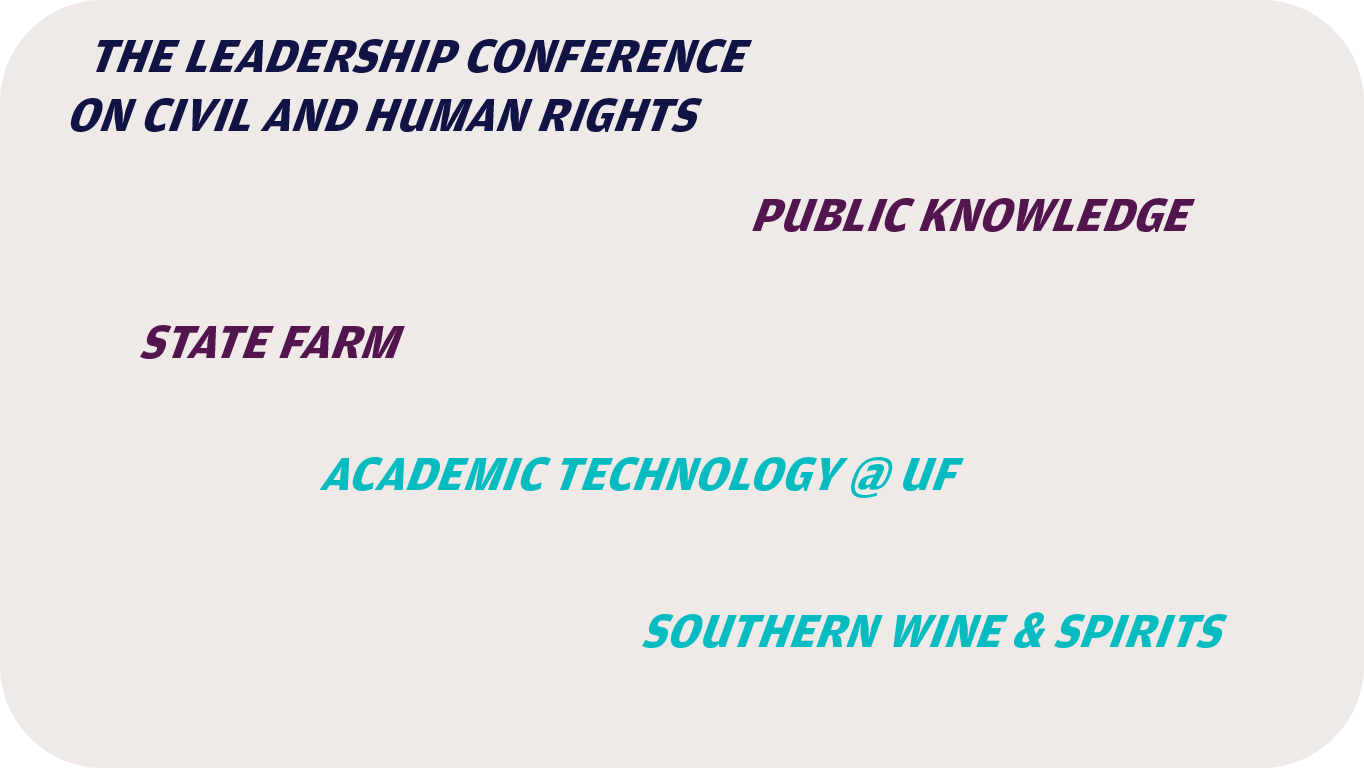 THE LEADERSHIP CONFERENCE
ON CIVIL AND HUMAN RIGHTS
PUBLIC KNOWLEDGE
STATE FARM
ACADEMIC TECHNOLOGY @ UF
SOUTHERN WINE & SPIRITS